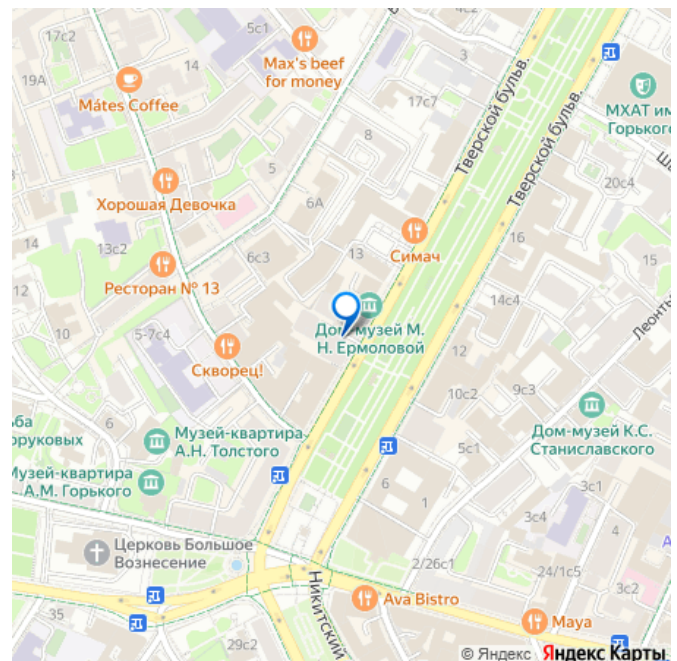 17с2
5с1
14
Max's beef
for money
19А
Mátes Coffee
3
17с7
Тверской бульв.
Тверской бульв.
МХАТ им
Горького
8
5
Хорошая Девочка
6А
20с4
14
13с2
6с3
13
Симач
16
12
Ресторан № 13
14с4
Леонть
Дом-музей М.
Н. Ермоловой
5-7с4
Скворец!
12
10с2
9с3
6
ба
оруковых
Музей-квартира
А.Н. Толстого
Дом-музей К.С.
Станиславского
5с1
Музей-квартира
А.М. Горького
6
1
3с1
3с4
4
Церковь Большое
Вознесение
2/26с1
24/1с5
3с2
Никитский
Ava Bistro
Maya
29с2
© Яндекс Яндекс Карты